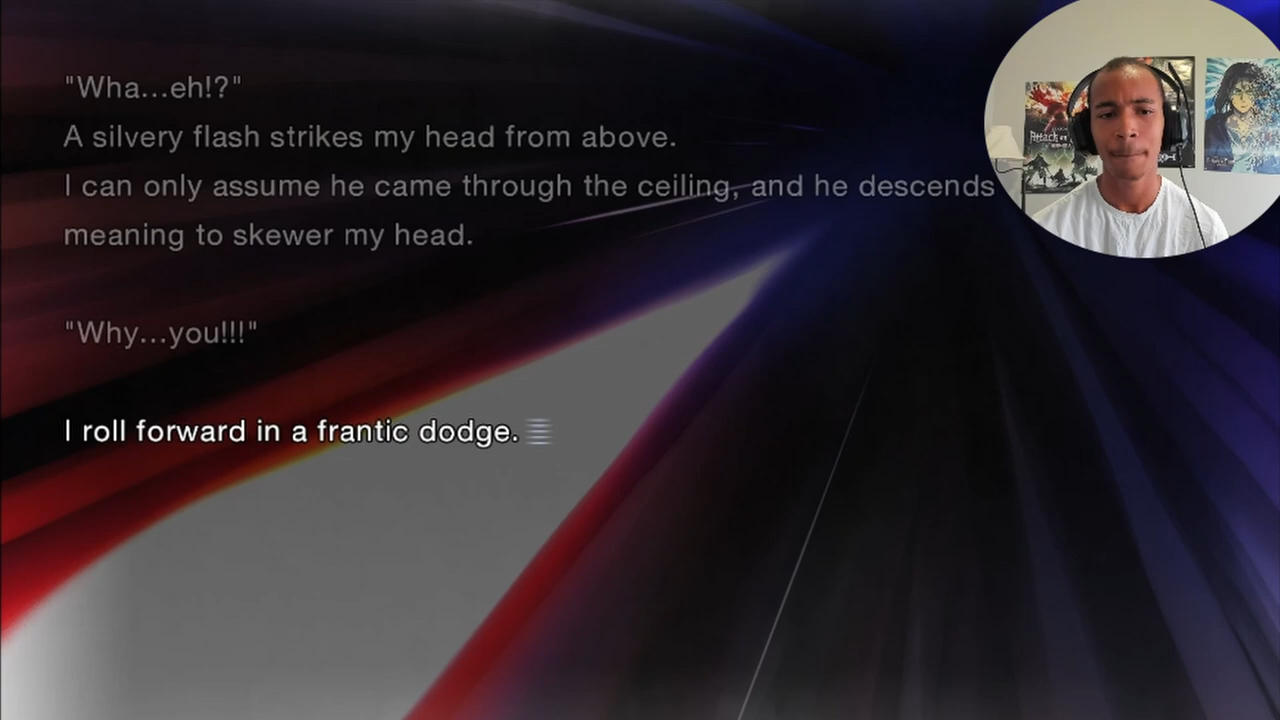 "Wha...eh!?"
A silvery flash strikes my head from above.
I can only assume he came through the ceiling, and he descends
meaning to skewer my head.
"Why...you!!!"
I roll forward in a frantic dodge.
Attack